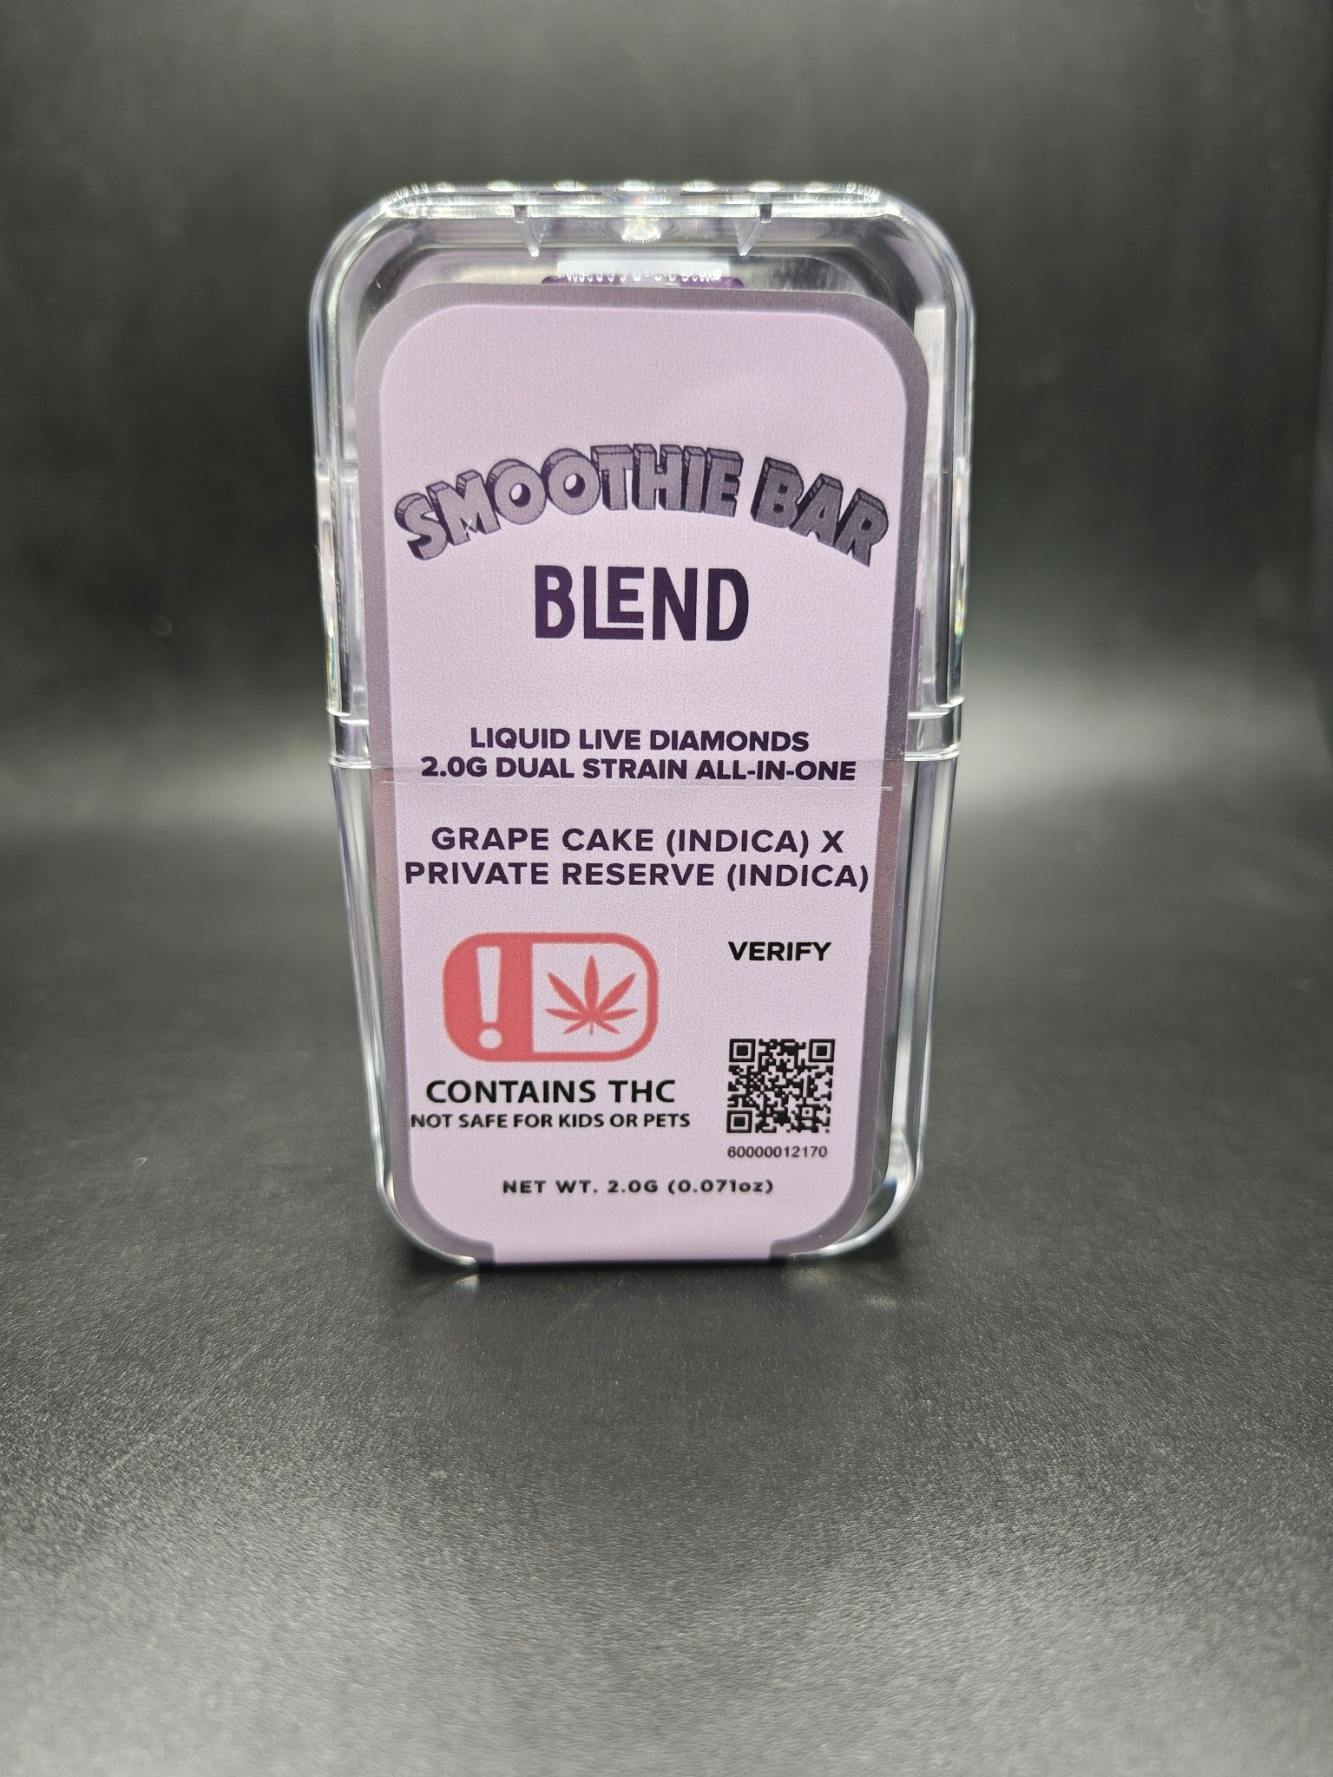 SMOOTHIE BAR
BLEND
LIQUID LIVE DIAMONDS
2.0G DUAL STRAIN ALL-IN-ONE
GRAPE CAKE (INDICA) X
PRIVATE RESERVE (INDICA)
!
VERIFY
CONTAINS THC
NOT SAFE FOR KIDS OR PETS
60000012170
NET WT. 2.0G (0.071oz)